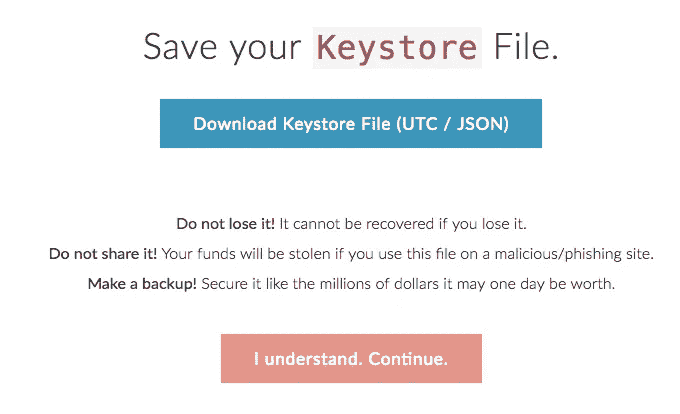 Save your Keystore File.
Download Keystore File (UTC / JSON)
Do not lose it! It cannot be recovered if you lose it.
Do not share it! Your funds will be stolen if you use this file on a malicious/phishing site.
Make a backup! Secure it like the millions of dollars it may one day be worth.
I understand. Continue.